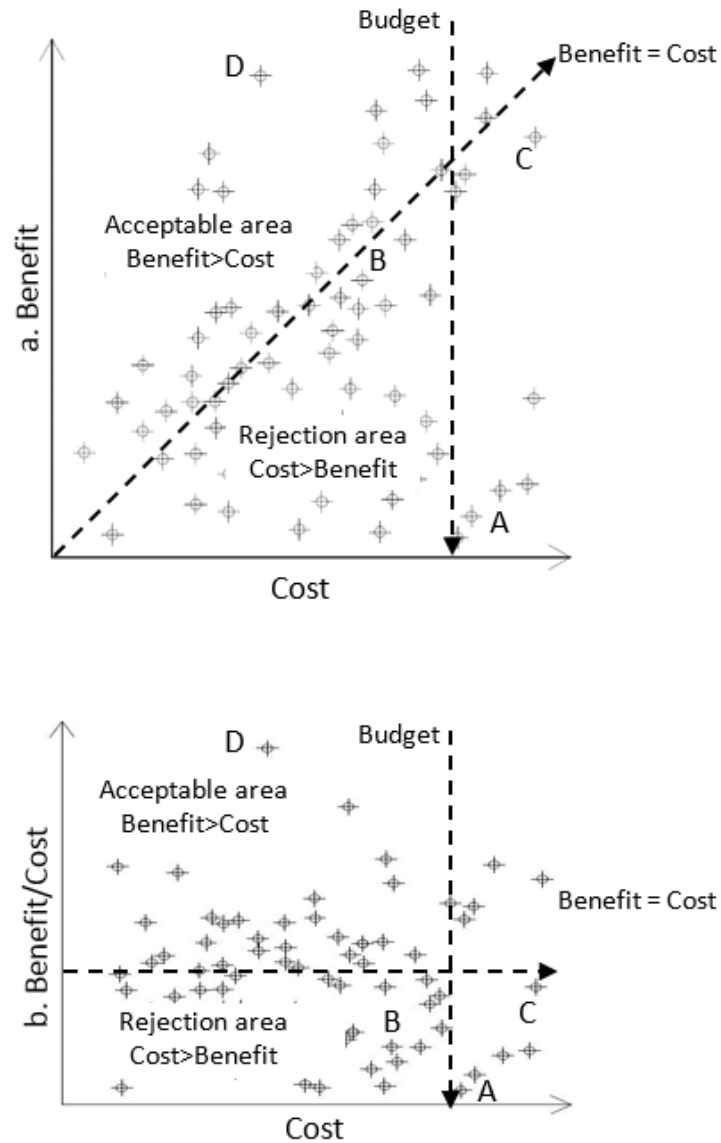 Budget
D
Benefit = Cost
C
Acceptable area
Benefit>Cost
B
a. Benefit
Rejection area
Cost>Benefit
A
Cost
D
Budget
Acceptable area
Benefit>Cost
b. Benefit/Cost
Benefit = Cost
Rejection area
Cost>Benefit
B
C
A
Cost